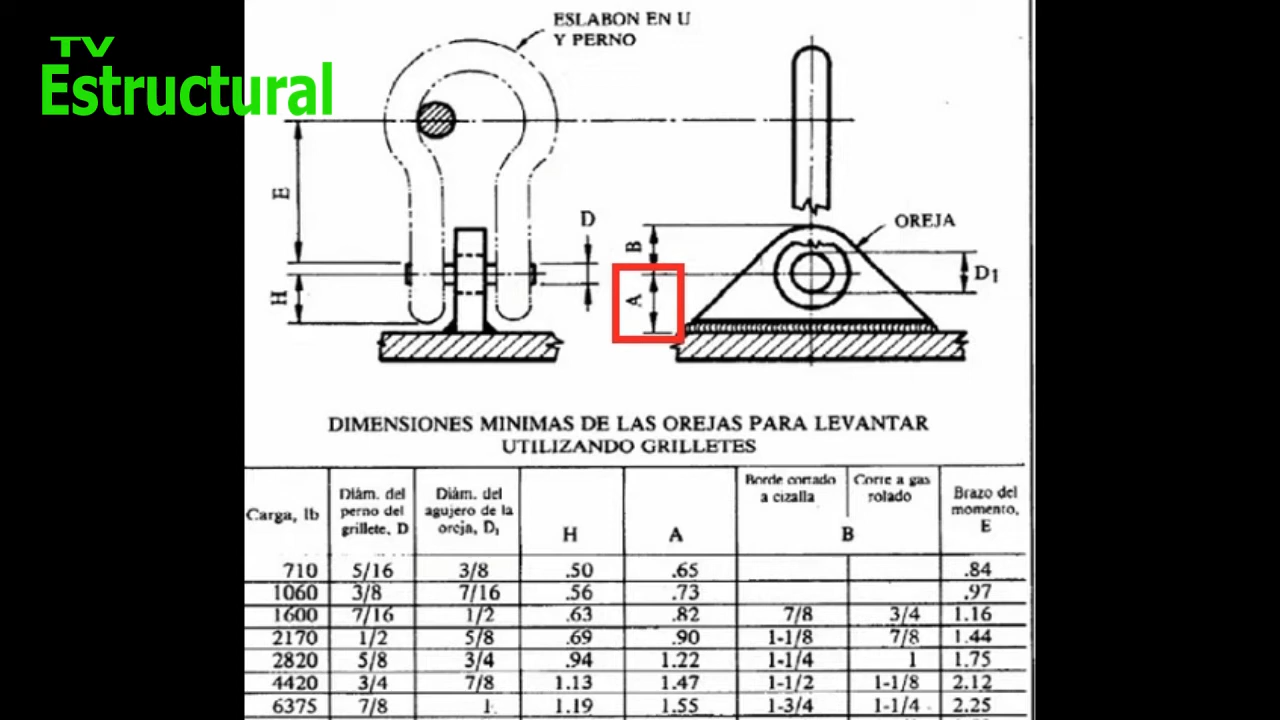 TV
Estructural
ESLABON EN U
Y PERNO
E
H
D
B
A
OREJA
D₁
DIMENSIONES MINIMAS DE LAS OREJAS PARA LEVANTAR
UTILIZANDO GRILLETES
Carga, lb | Diám. del perno del grillete, D | Diám. del agujero de la oreja, D₁ | H | A | Borde cortado a cizalla | Corte a gas rolado | B | Brazo del momento, E
710 5/16 3/8 .50 .65 .84
1060 3/8 7/16 .56 .73 .97
1600 7/16 1/2 .63 .82 7/8 3/4 1.16
2170 1/2 5/8 .69 .90 1-1/8 7/8 1.44
2820 5/8 3/4 .94 1.22 1-1/4 1 1.75
4420 3/4 7/8 1.13 1.47 1-1/2 1-1/8 2.12
6375 7/8 1 1.19 1.55 1-3/4 1-1/4 2.25